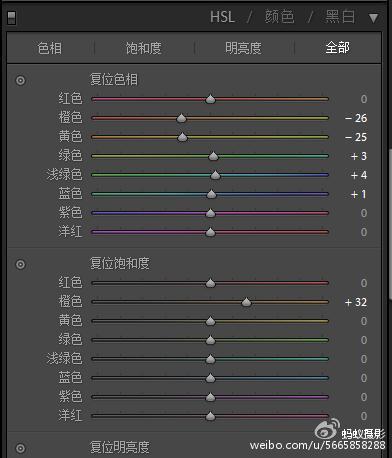 HSL / 颜色 / 黑白
色相 饱和度 明亮度 全部
复位色相
红色 0
橙色 - 26
黄色 - 25
绿色 + 3
浅绿色 + 4
蓝色 + 1
紫色 0
洋红 0
复位饱和度
红色 0
橙色 + 32
黄色 0
绿色 0
浅绿色 0
蓝色 0
紫色 0
洋红 0
复位明亮度
蚂蚁摄影
weibo.com/u/5665858288